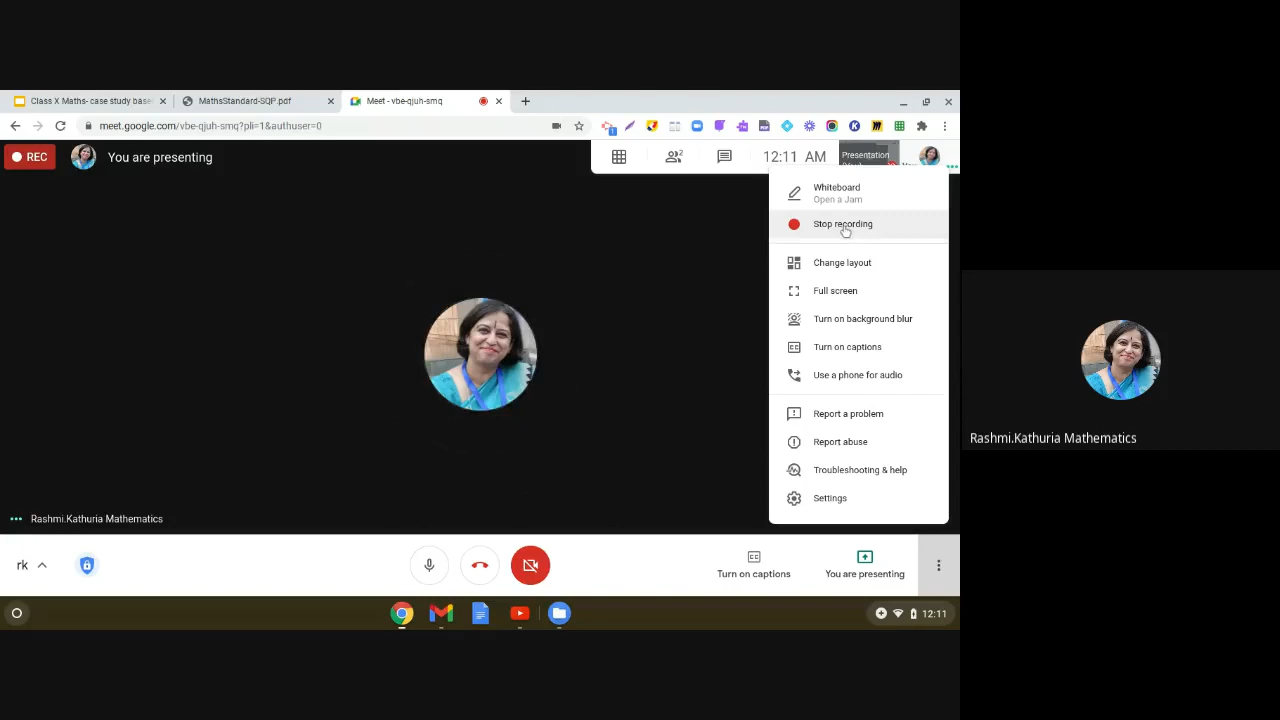 Class X Maths- case study base
MathsStandard-SQP.pdf
Meet - vbe-qjuh-smq
meet.google.com/vbe-qjuh-smq?pli=1&authuser=0
REC
You are presenting
2
12:11 AM
Presentation
Whiteboard
Open a Jam
Stop recording
Change layout
Full screen
Turn on background blur
Turn on captions
Use a phone for audio
Report a problem
Report abuse
Troubleshooting & help
Settings
Rashmi.Kathuria Mathematics
Rashmi.Kathuria Mathematics
rk
Turn on captions
You are presenting
12:11